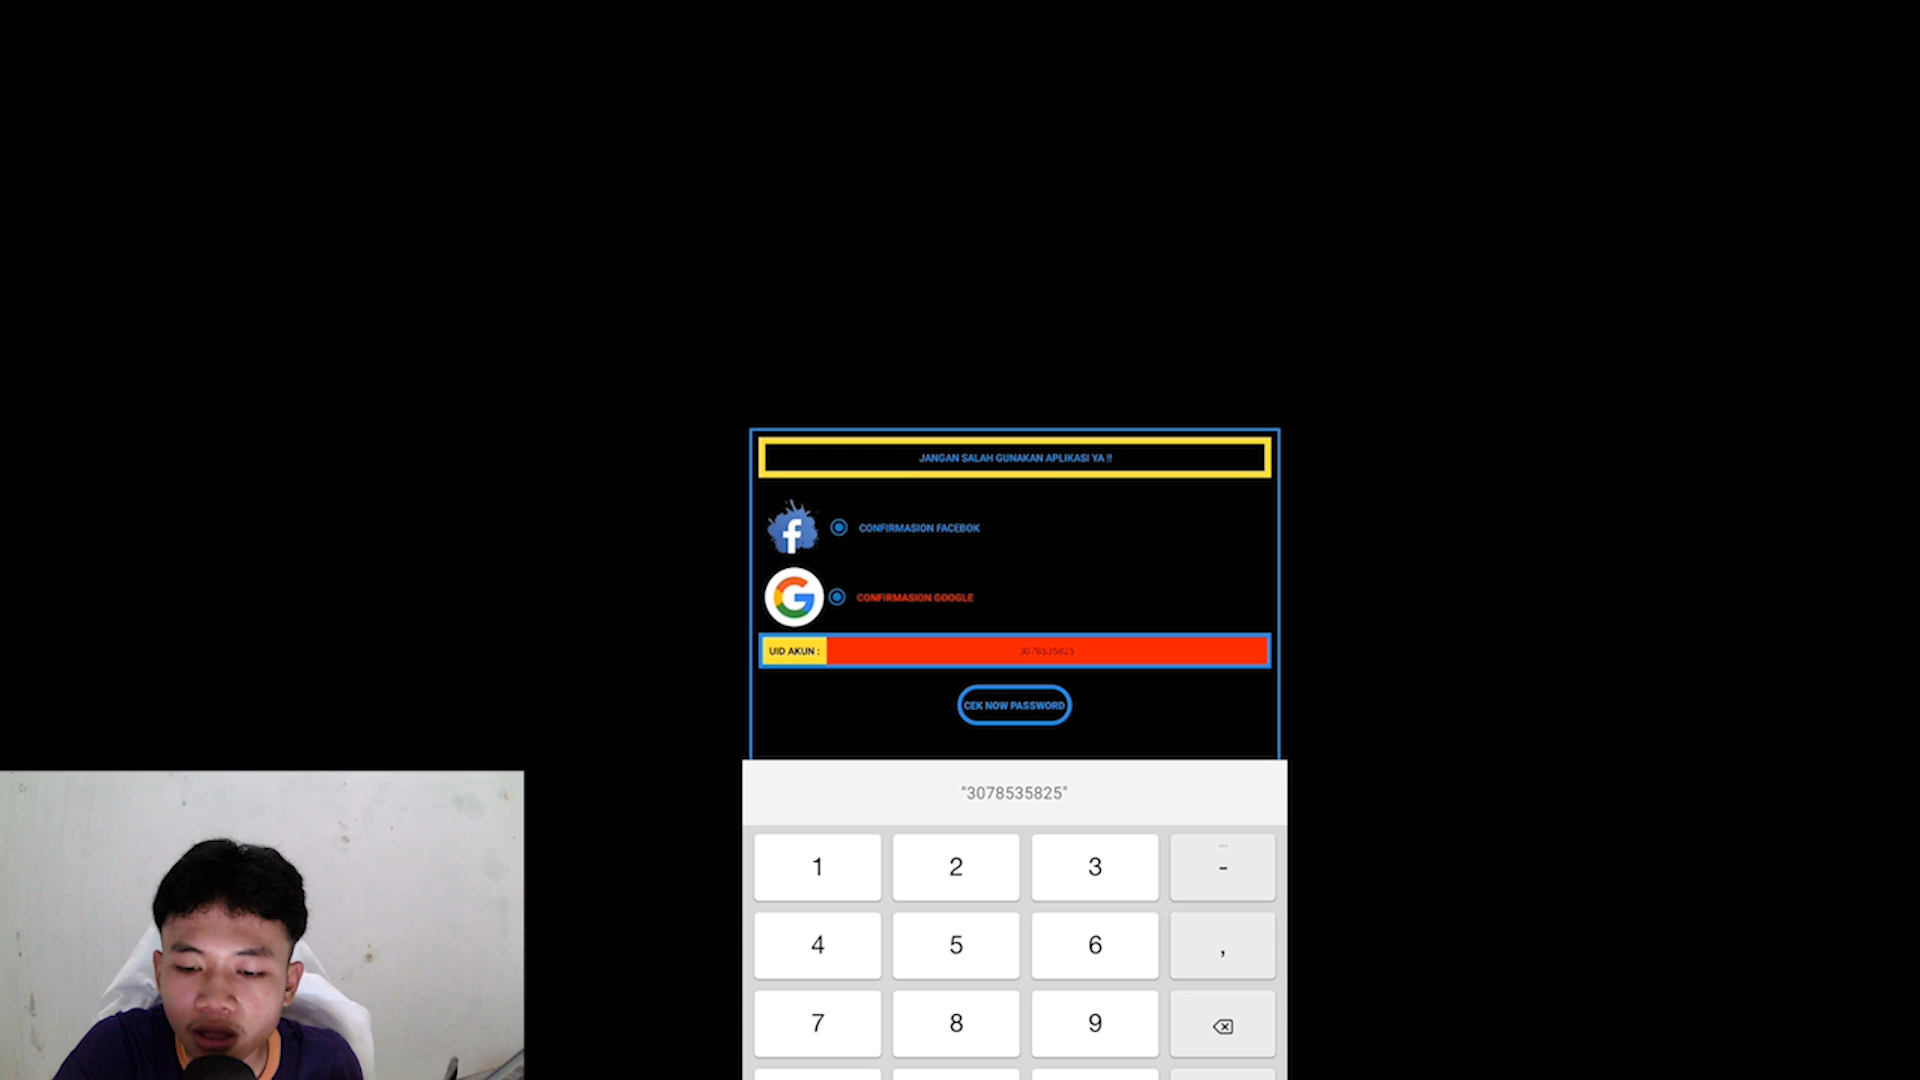 JANGAN SALAH GUNAKAN APLIKASI YA !!
CONFIRMASION FACEBOK
CONFIRMASION GOOGLE
UID AKUN : 3078535825
CEK NOW PASSWORD
"3078535825"
1 2 3 -
4 5 6 ,
7 8 9